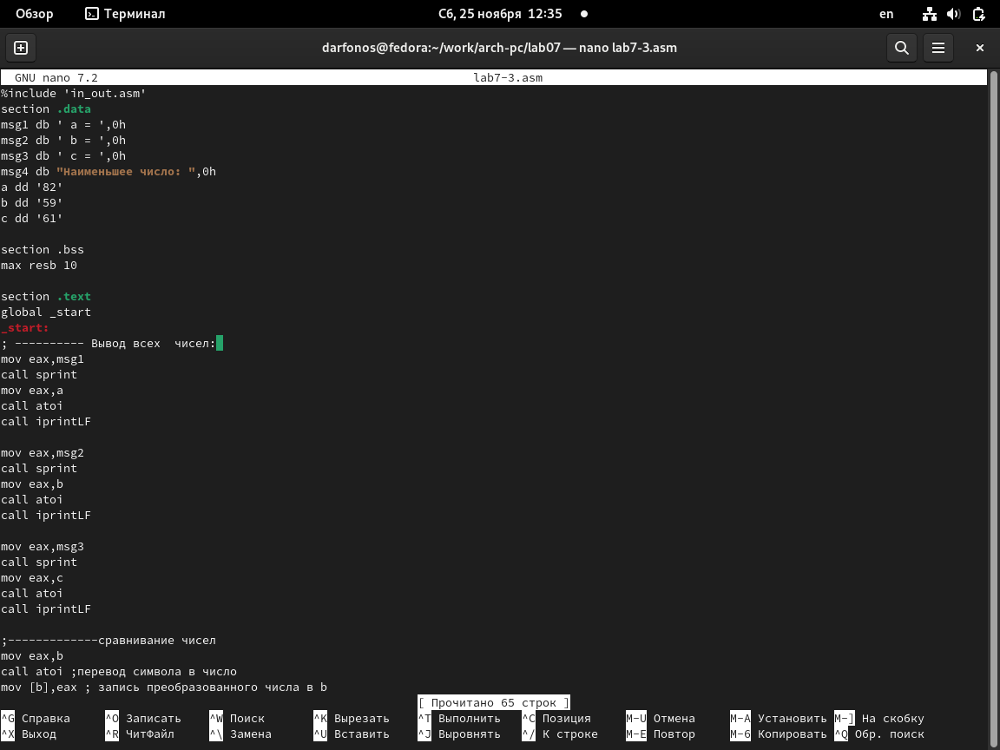 Обзор Терминал Сб, 25 ноября 12:35 en
darfonos@fedora:~/work/arch-pc/lab07 — nano lab7-3.asm
GNU nano 7.2 lab7-3.asm
%include 'in_out.asm'
section .data
msg1 db ' a = ',0h
msg2 db ' b = ',0h
msg3 db ' c = ',0h
msg4 db "Наименьшее число: ",0h
a dd '82'
b dd '59'
c dd '61'
section .bss
max resb 10
section .text
global _start
_start:
; ---------- Вывод всех  чисел:
mov eax,msg1
call sprint
mov eax,a
call atoi
call iprintLF
mov eax,msg2
call sprint
mov eax,b
call atoi
call iprintLF
mov eax,msg3
call sprint
mov eax,c
call atoi
call iprintLF
;-------------сравнивание чисел
mov eax,b
call atoi ;перевод символа в число
mov [b],eax ; запись преобразованного числа в b
[ Прочитано 65 строк ]
^G Справка ^O Записать ^W Поиск ^K Вырезать ^T Выполнить ^C Позиция M-U Отмена M-A Установить M-] На скобку
^X Выход ^R ЧитФайл ^\ Замена ^U Вставить ^J Выровнять ^/ К строке M-E Повтор M-6 Копировать ^Q Обр. поиск